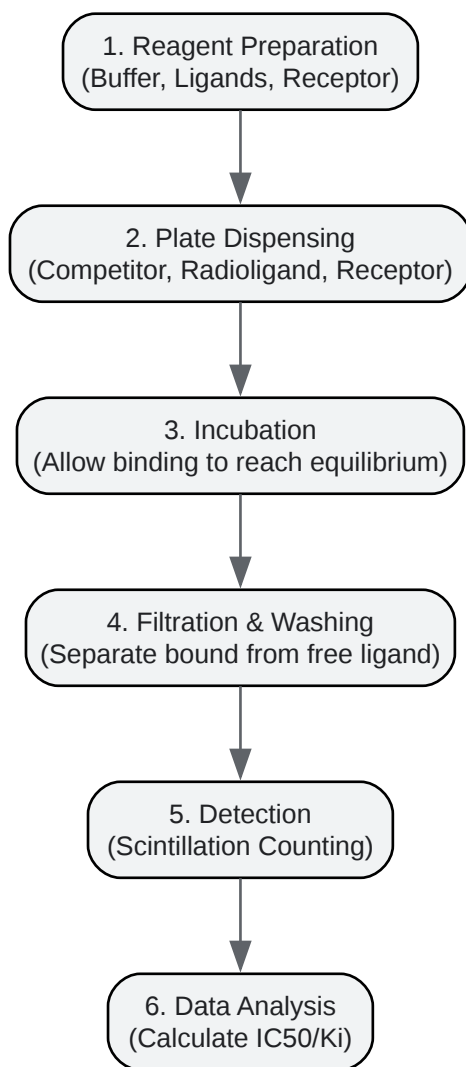 1. Reagent Preparation
(Buffer, Ligands, Receptor)
2. Plate Dispensing
(Competitor, Radioligand, Receptor)
3. Incubation
(Allow binding to reach equilibrium)
4. Filtration & Washing
(Separate bound from free ligand)
5. Detection
(Scintillation Counting)
6. Data Analysis
(Calculate IC50/Ki)